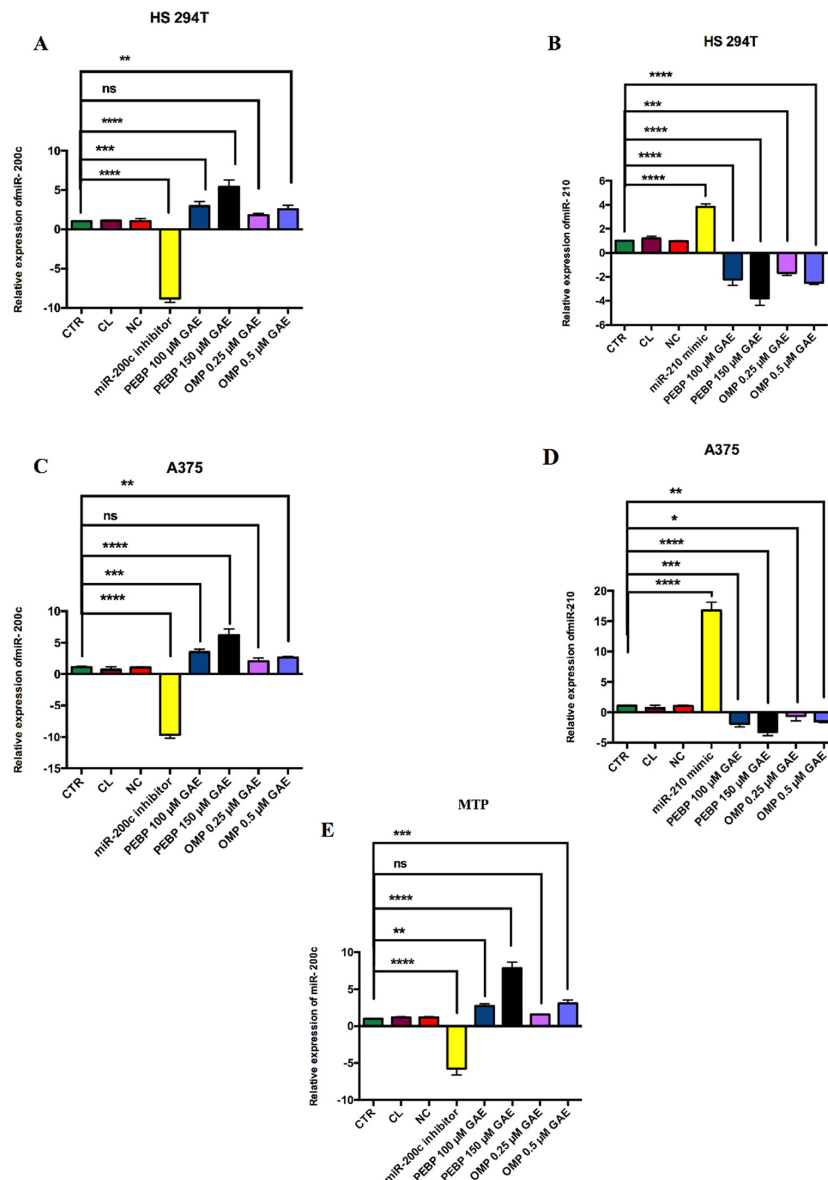 A
HS 294T
**
ns
****
***
****
Relative expression ofmiR- 200c
10
5
0
-5
-10
CTR
CL
NC
miR-200c inhibitor
PEBP 100 µM GAE
PEBP 150 µM GAE
OMP 0.25 µM GAE
OMP 0.5 µM GAE
B
HS 294T
****
***
****
****
****
Relative expression ofmiR- 210
6
4
2
0
-2
-4
-6
CTR
CL
NC
miR-210 mimic
PEBP 100 µM GAE
PEBP 150 µM GAE
OMP 0.25 µM GAE
OMP 0.5 µM GAE
C
A375
**
ns
****
***
****
Relative expression ofmiR- 200c
10
5
0
-5
-10
-15
CTR
CL
NC
miR-200c inhibitor
PEBP 100 µM GAE
PEBP 150 µM GAE
OMP 0.25 µM GAE
OMP 0.5 µM GAE
D
A375
**
*
****
***
****
Relative expression ofmiR-210
20
15
10
5
0
-5
CTR
CL
NC
miR-210 mimic
PEBP 100 µM GAE
PEBP 150 µM GAE
OMP 0.25 µM GAE
OMP 0.5 µM GAE
E
MTP
***
ns
****
**
****
Relative expression of miR- 200c
10
5
0
-5
-10
CTR
CL
NC
miR-200c inhibitor
PEBP 100 µM GAE
PEBP 150 µM GAE
OMP 0.25 µM GAE
OMP 0.5 µM GAE